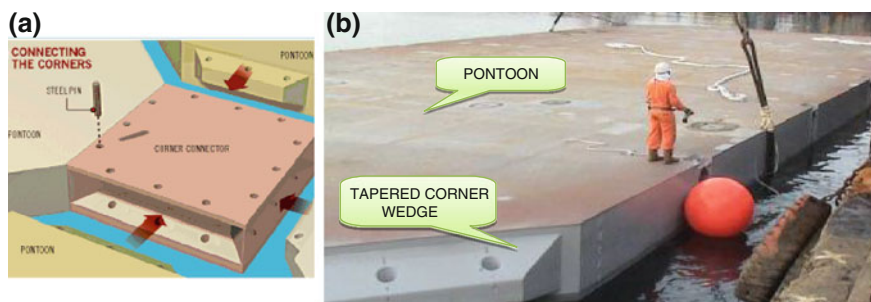 (a)
CONNECTING
THE CORNERS
STEEL PIN
PONTOON
PONTOON
CORNER CONNECTOR
PONTOON
(b)
PONTOON
TAPERED CORNER
WEDGE